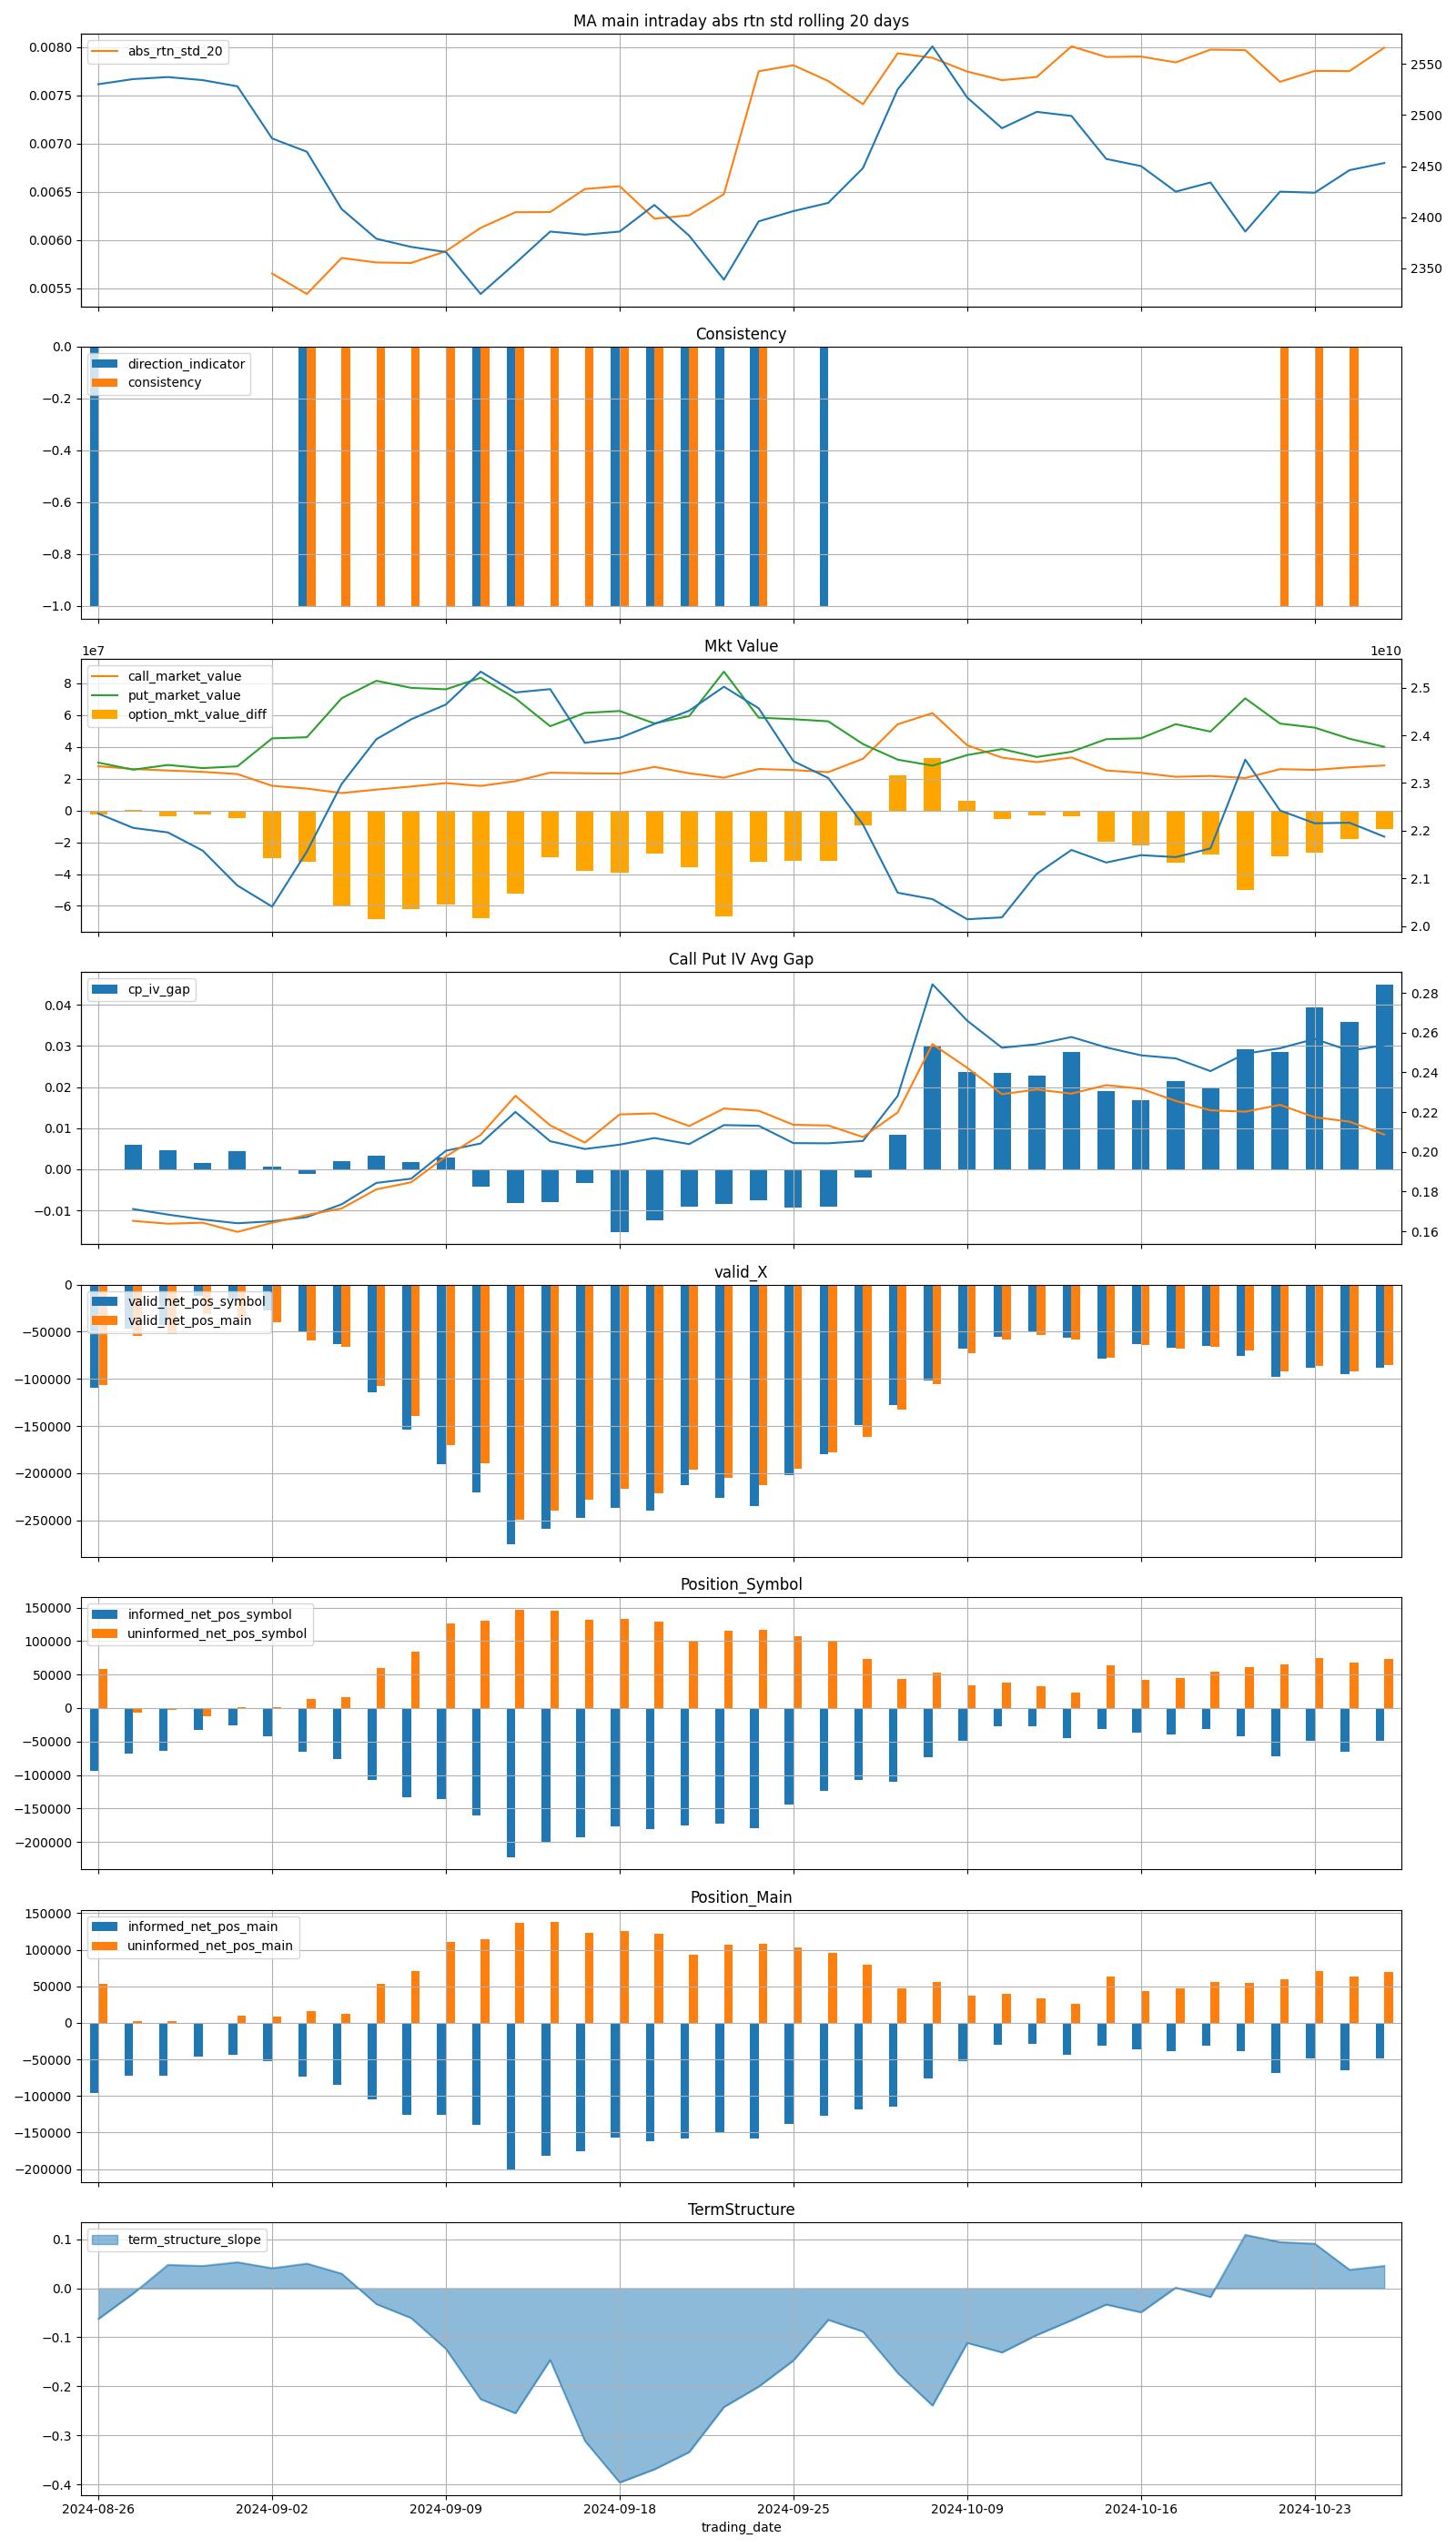 MA main intraday abs rtn std rolling 20 days
abs_rtn_std_20
0.0080
0.0075
0.0070
0.0065
0.0060
0.0055
2550
2500
2450
2400
2350
Consistency
direction_indicator
consistency
0.0
−0.2
−0.4
−0.6
−0.8
−1.0
Mkt Value
1e7
1e10
call_market_value
put_market_value
option_mkt_value_diff
8
6
4
2
0
−2
−4
−6
2.5
2.4
2.3
2.2
2.1
2.0
Call Put IV Avg Gap
cp_iv_gap
0.04
0.03
0.02
0.01
0.00
−0.01
0.28
0.26
0.24
0.22
0.20
0.18
0.16
valid_X
valid_net_pos_symbol
valid_net_pos_main
0
−50000
−100000
−150000
−200000
−250000
Position_Symbol
informed_net_pos_symbol
uninformed_net_pos_symbol
150000
100000
50000
0
−50000
−100000
−150000
−200000
Position_Main
informed_net_pos_main
uninformed_net_pos_main
150000
100000
50000
0
−50000
−100000
−150000
−200000
TermStructure
term_structure_slope
0.1
0.0
−0.1
−0.2
−0.3
−0.4
2024-08-26 2024-09-02 2024-09-09 2024-09-18 2024-09-25 2024-10-09 2024-10-16 2024-10-23
trading_date